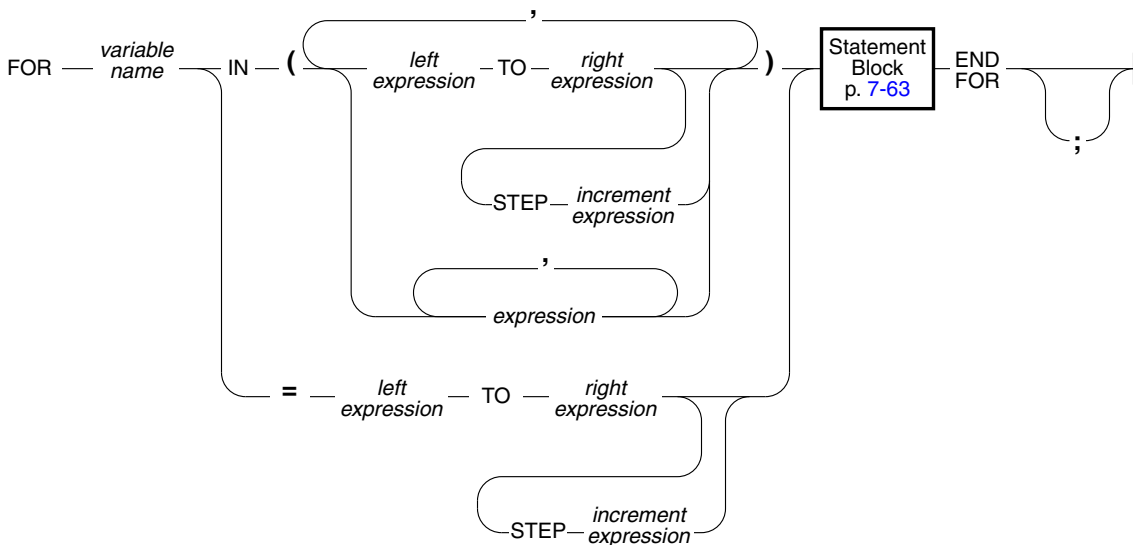 ,
FOR variable name IN ( left expression TO right expression )
Statement Block p. 7-63
END FOR
;
STEP increment expression
,
expression
= left expression TO right expression
STEP increment expression